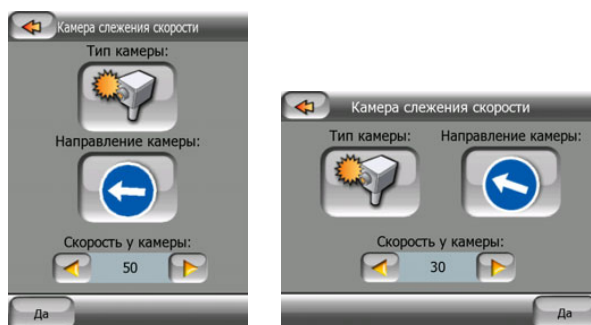 Камера слежения скорости
Тип камеры:
Направление камеры:
Скорость у камеры:
50
Да
Камера слежения скорости
Тип камеры: Направление камеры:
Скорость у камеры:
30
Да